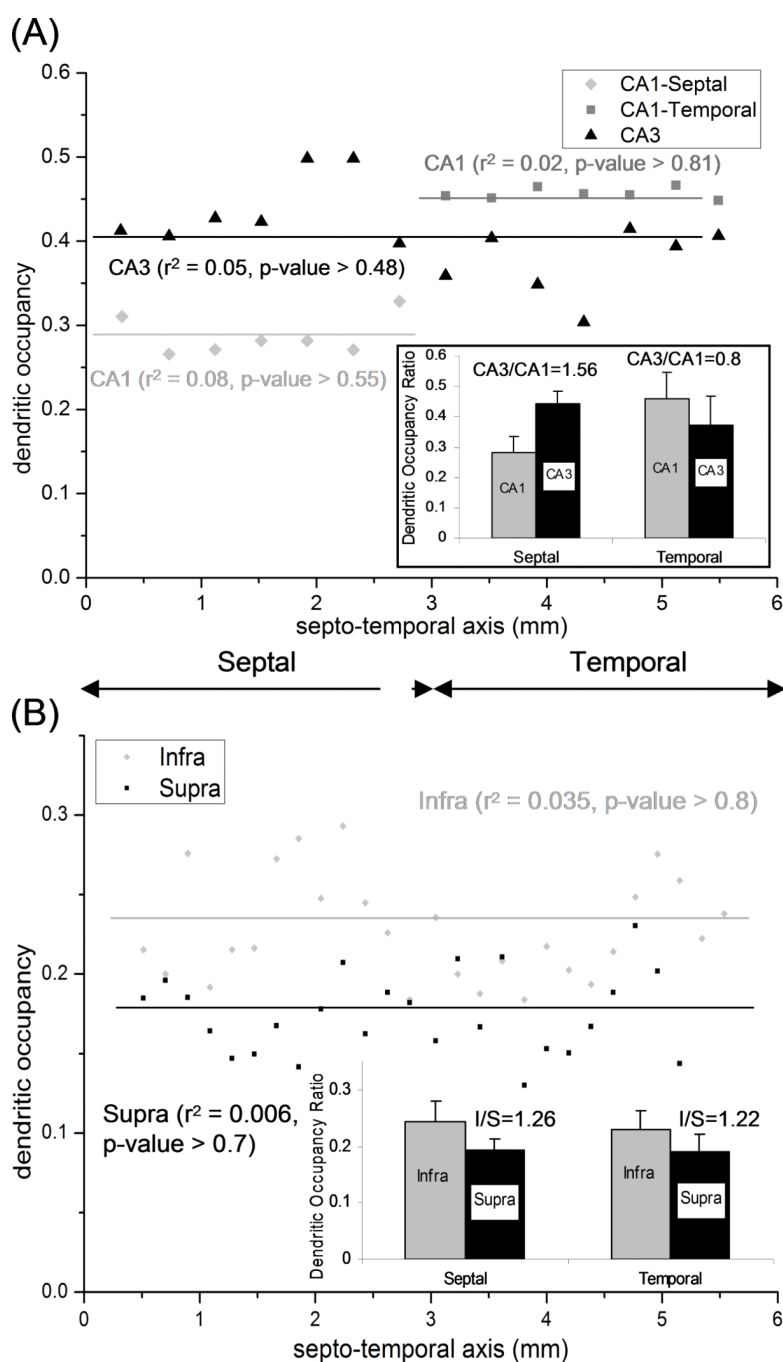 (A)
0.6
CA1-Septal
CA1-Temporal
CA3
CA1 (r² = 0.02, p-value > 0.81)
0.5
0.4
CA3 (r² = 0.05, p-value > 0.48)
0.3
CA1 (r² = 0.08, p-value > 0.55)
0.2
0.1
0.0
dendritic occupancy
0.6
0.5
0.4
0.3
0.2
0.1
0
Dendritic Occupancy Ratio
CA3/CA1=1.56
CA3/CA1=0.8
CA1
CA3
CA1
CA3
Septal
Temporal
0 1 2 3 4 5 6
septo-temporal axis (mm)
Septal
Temporal
(B)
Infra
Supra
Infra (r² = 0.035, p-value > 0.8)
0.3
0.2
0.1
0.0
dendritic occupancy
Supra (r² = 0.006,
p-value > 0.7)
0.3
0.2
0.1
0
Dendritic Occupancy Ratio
I/S=1.26
I/S=1.22
Infra
Supra
Infra
Supra
Septal
Temporal
0 1 2 3 4 5 6
septo-temporal axis (mm)